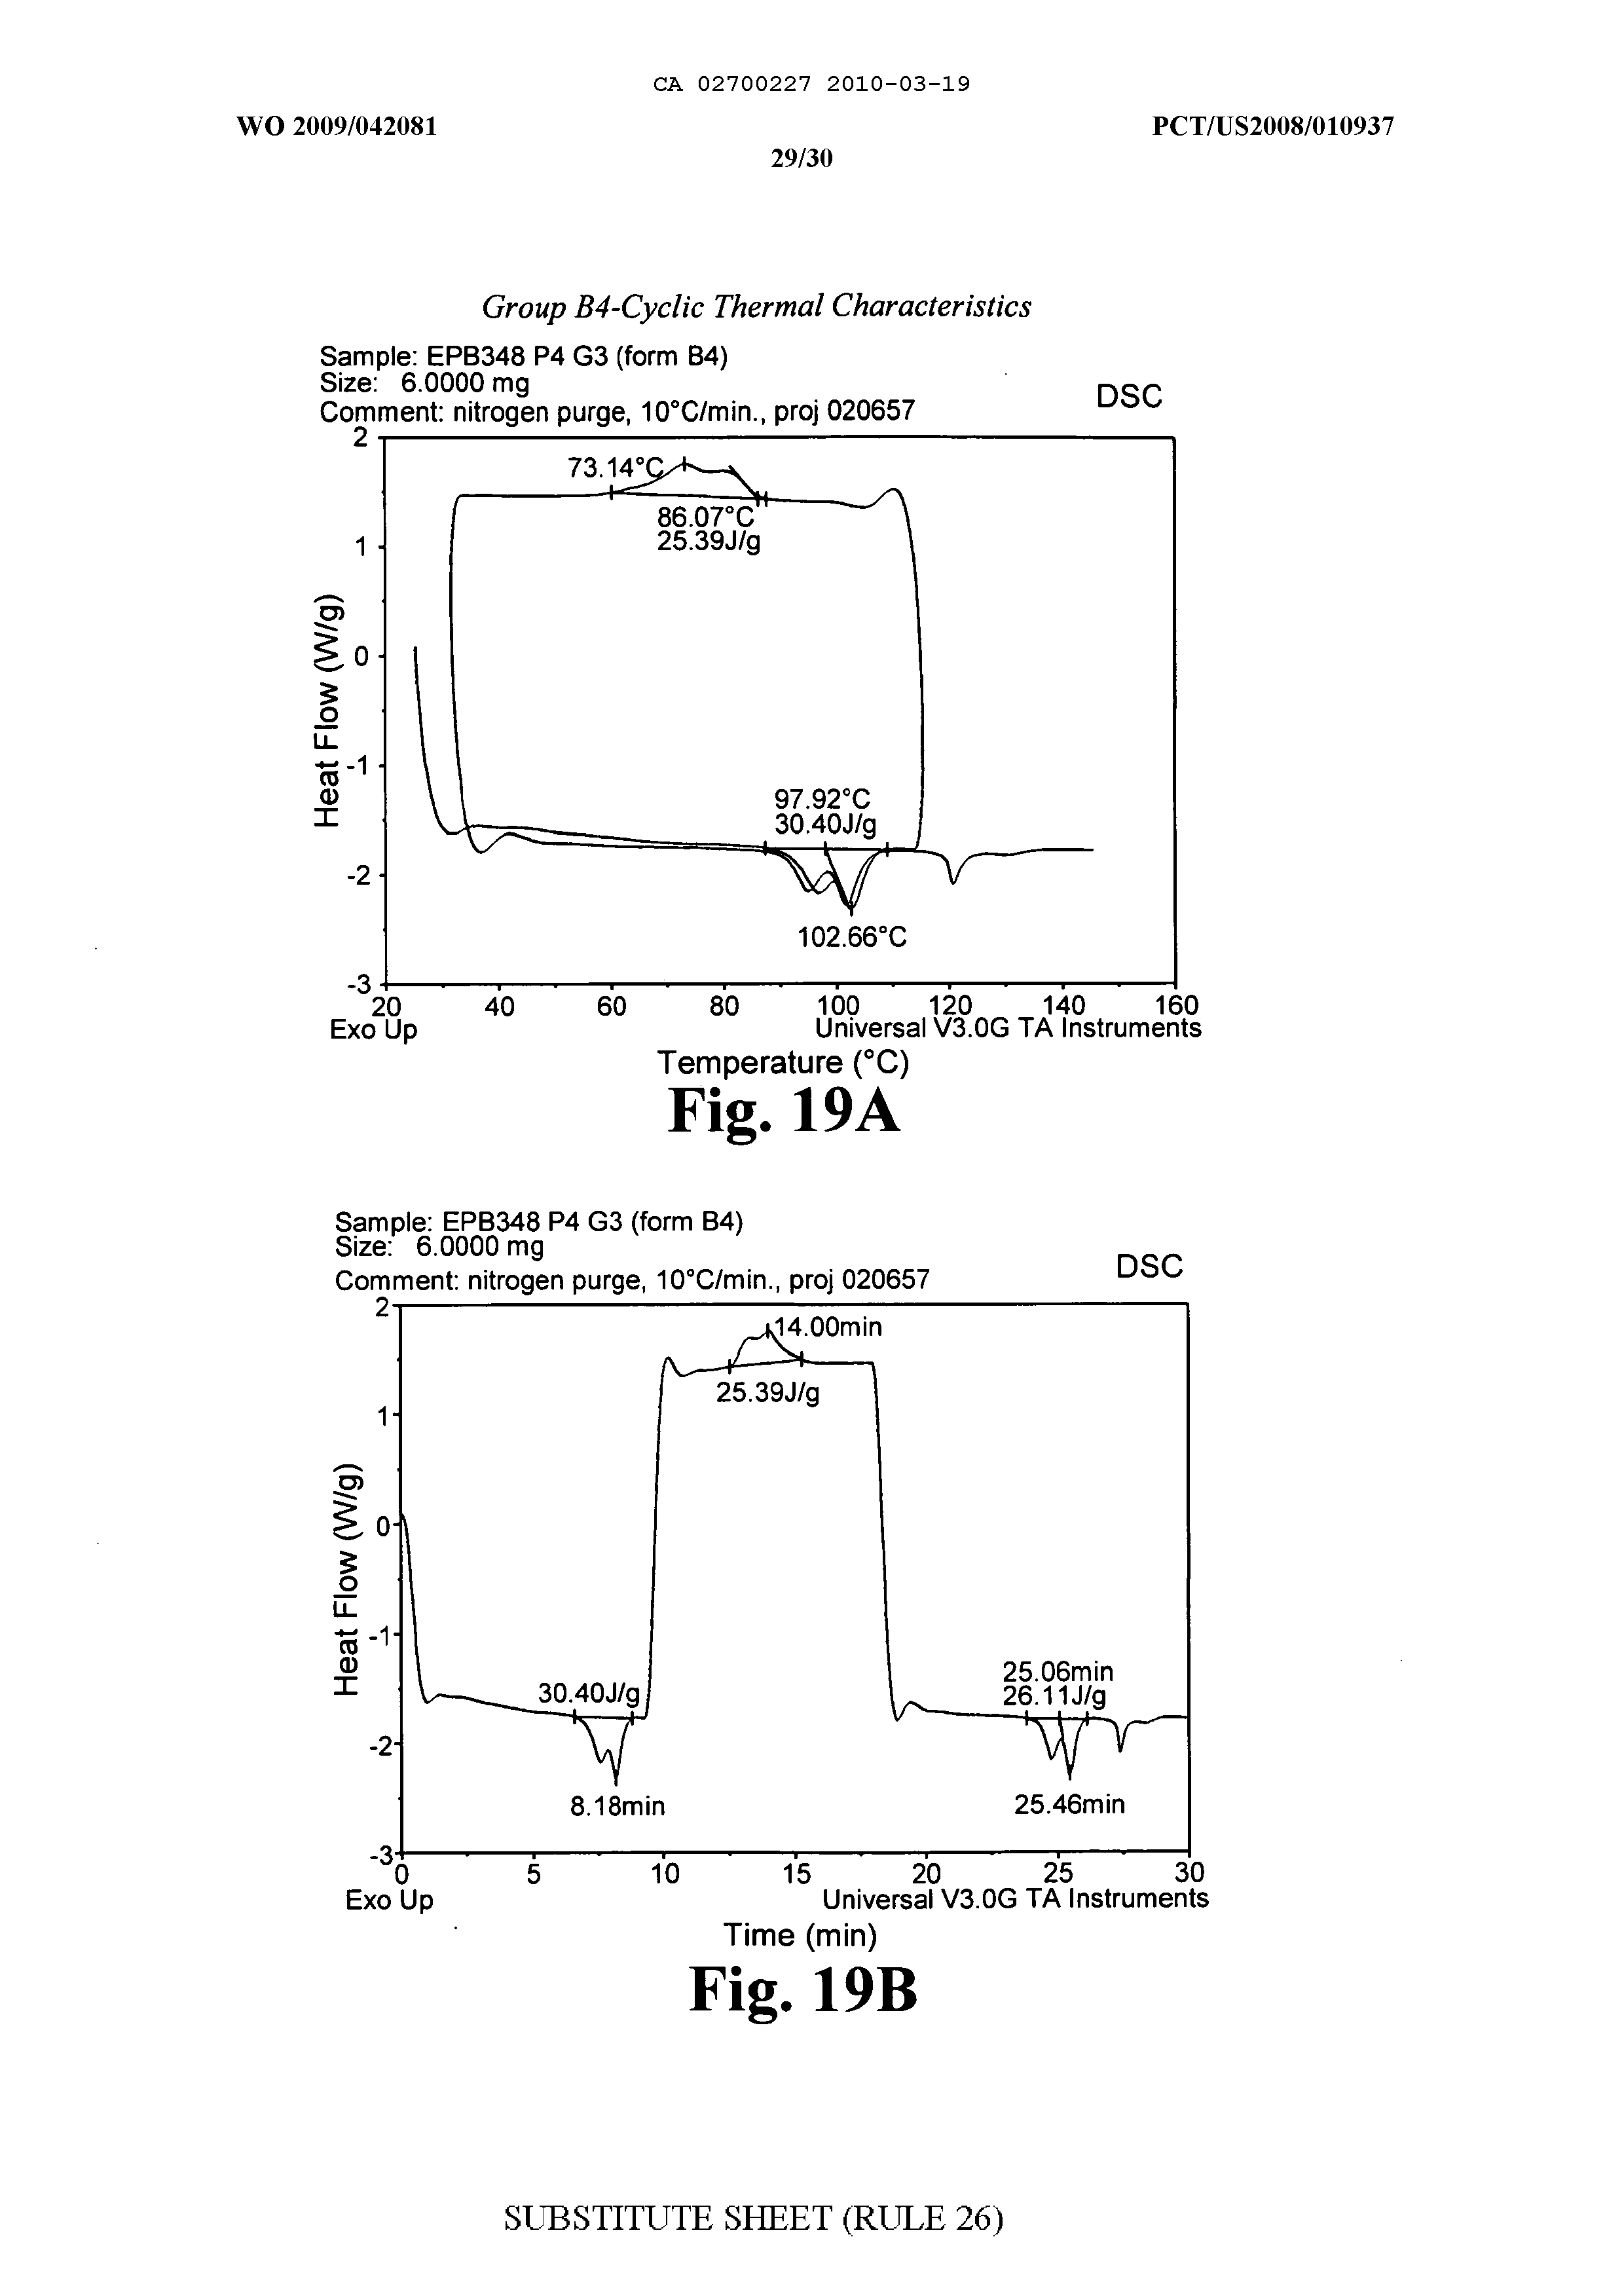 CA 02700227 2010-03-19
WO 2009/042081 PCT/US2008/010937
29/30
Group B4-Cyclic Thermal Characteristics
Sample: EPB348 P4 G3 (form B4)
Size: 6.0000 mg
DSC
Comment: nitrogen purge, 10°C/min., proj 020657
2
73.14°C
86.07°C
25.39J/g
1
0
Heat Flow (W/g)
-1
97.92°C
30.40J/g
-2
102.66°C
-3
20 40 60 80 100 120 140 160
Exo Up Universal V3.0G TA Instruments
Temperature (°C)
Fig. 19A
Sample: EPB348 P4 G3 (form B4)
Size: 6.0000 mg
DSC
Comment: nitrogen purge, 10°C/min., proj 020657
2
14.00min
25.39J/g
1
0
Heat Flow (W/g)
-1
30.40J/g
25.06min
26.11J/g
-2
8.18min
25.46min
-3
0 5 10 15 20 25 30
Exo Up Universal V3.0G TA Instruments
Time (min)
Fig. 19B
SUBSTITUTE SHEET (RULE 26)